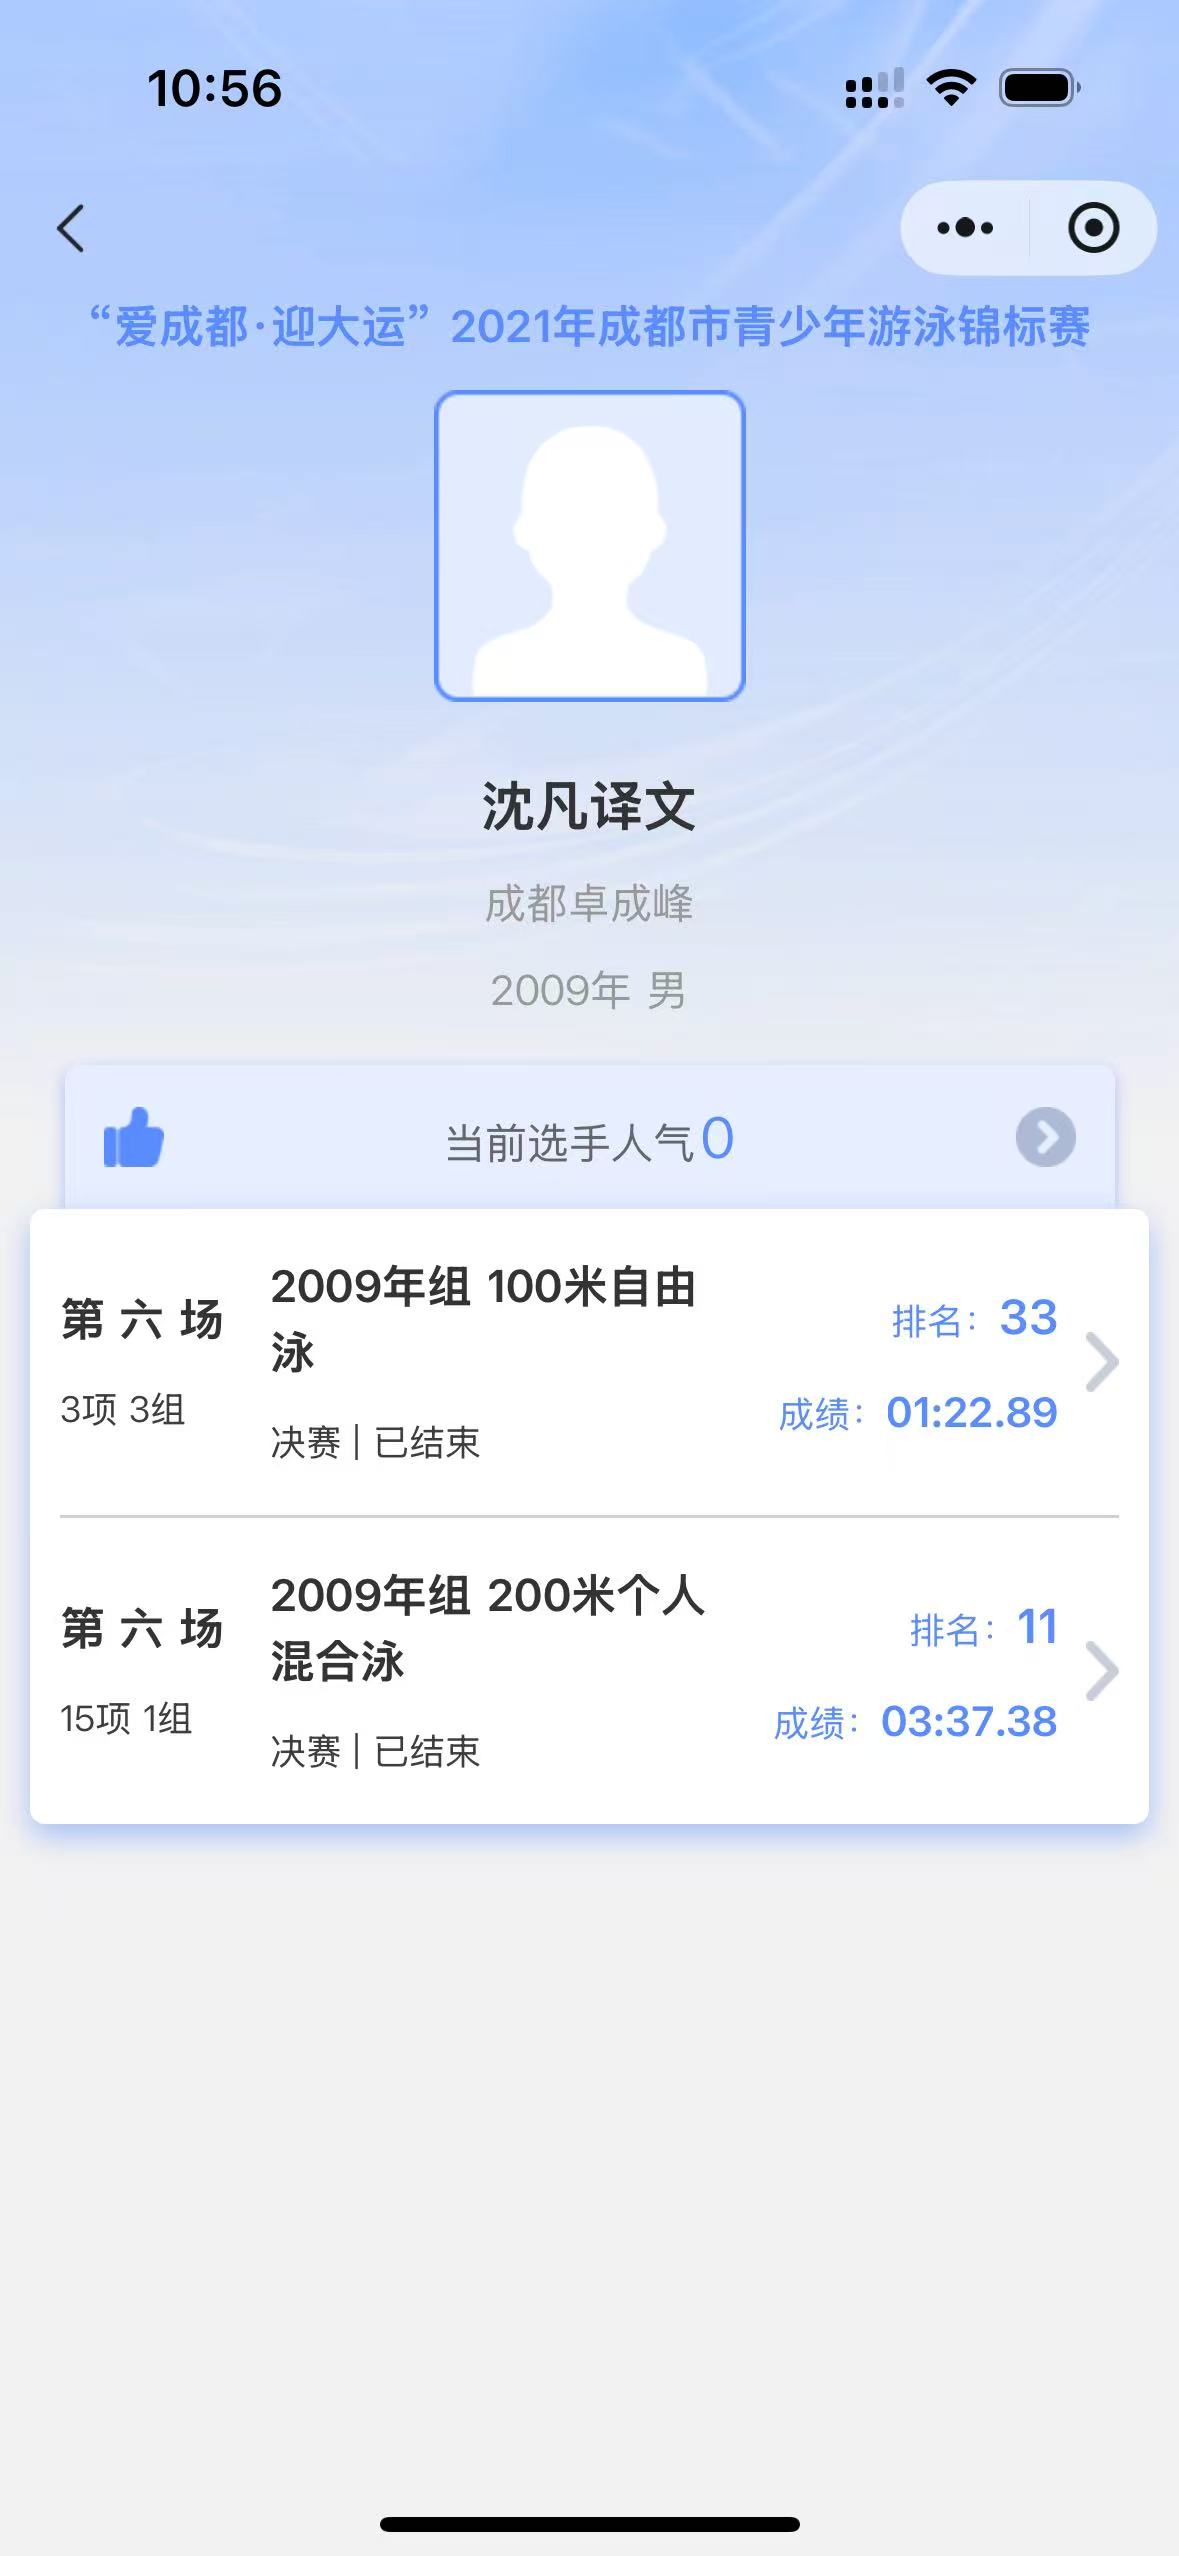 10:56
“爱成都·迎大运”2021年成都市青少年游泳锦标赛
沈凡译文
成都卓成峰
2009年 男
当前选手人气0
第 六 场
3项 3组
2009年组 100米自由
泳
决赛 | 已结束
排名：33
成绩：01:22.89
第 六 场
15项 1组
2009年组 200米个人
混合泳
决赛 | 已结束
排名：11
成绩：03:37.38